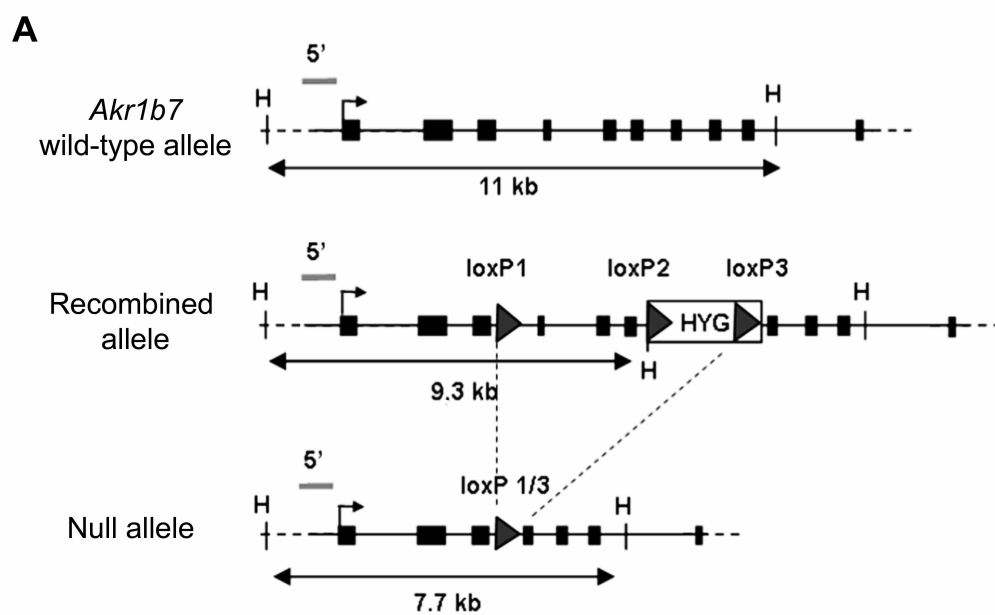 A
5'
H
H
Akr1b7
wild-type allele
11 kb
5'
loxP1
loxP2
loxP3
H
H
Recombined
allele
HYG
H
9.3 kb
5'
loxP 1/3
H
H
Null allele
7.7 kb